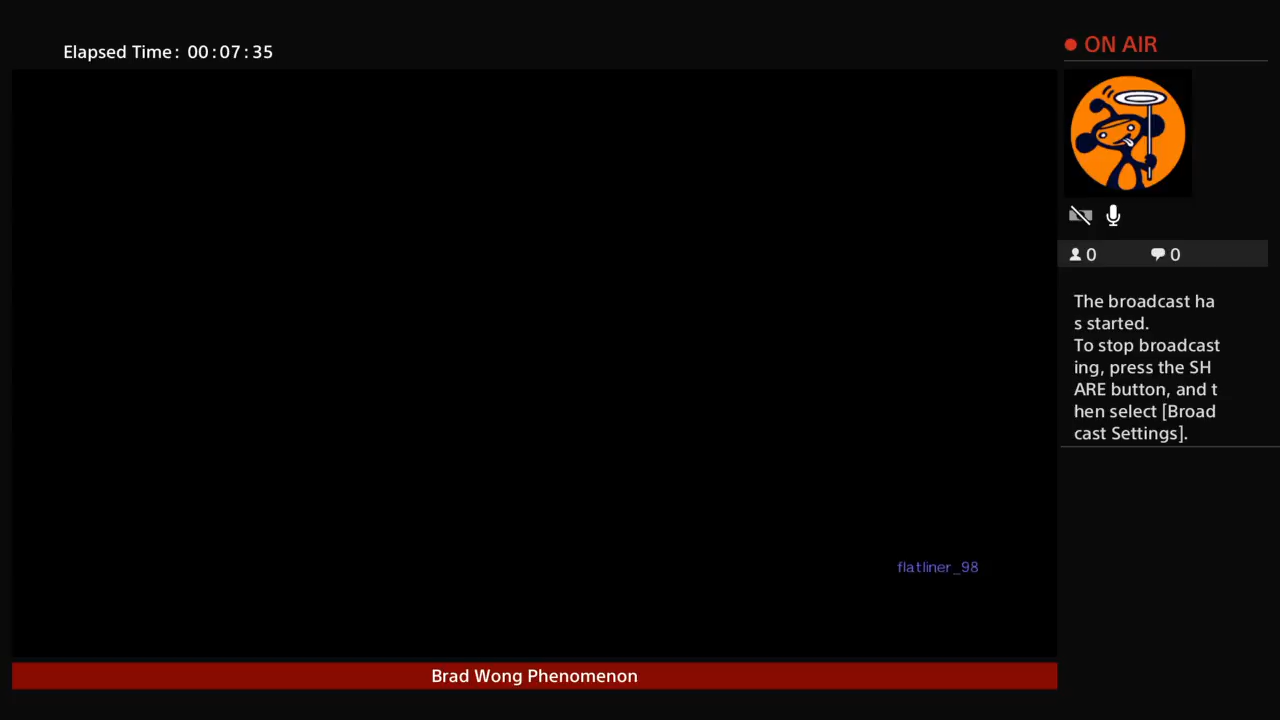 Elapsed Time: 00:07:35
ON AIR
0 0
The broadcast ha
s started.
To stop broadcast
ing, press the SH
ARE button, and t
hen select [Broad
cast Settings].
flatliner_98
Brad Wong Phenomenon